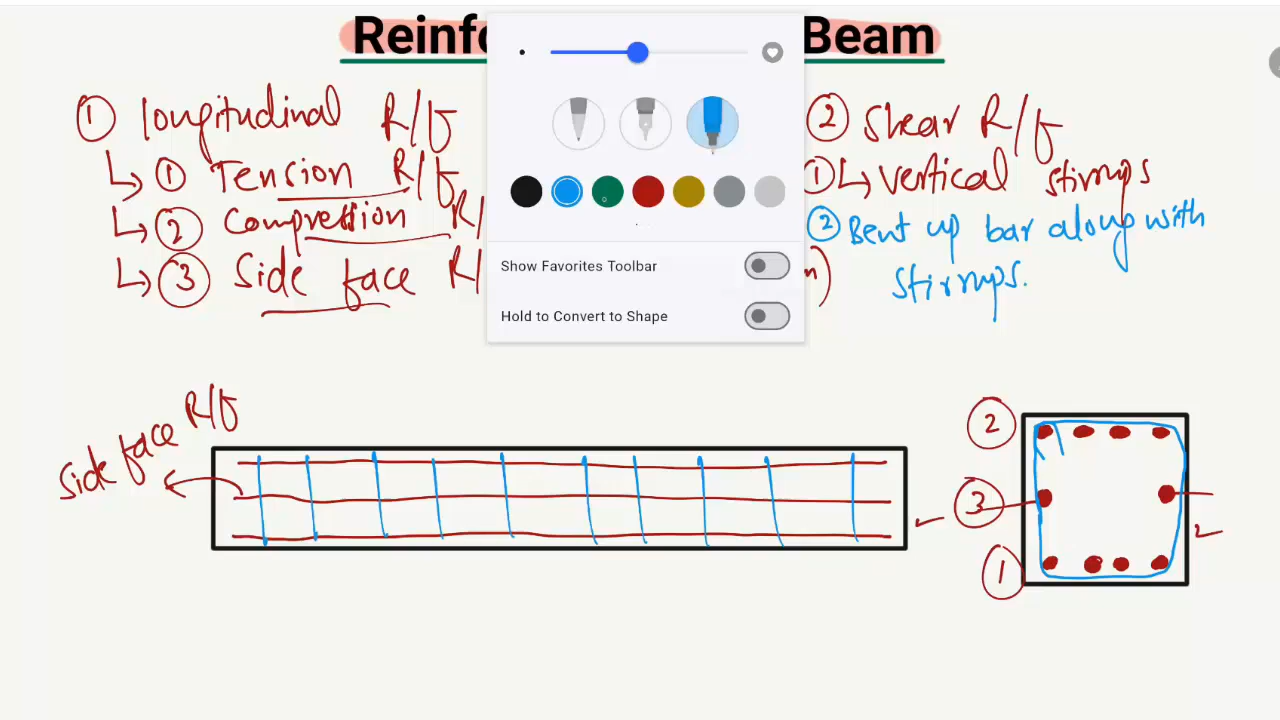 Reinfo Beam
① longitudinal R/f
↳ ① Tension R/f
↳ ② Compression R/
↳ ③ Side face R/
Show Favorites Toolbar
Hold to Convert to Shape
② Shear R/f
① ↳ vertical stirrups
② Bent up bar along with
stirrups.
m)
Side face R/f
②
③
①